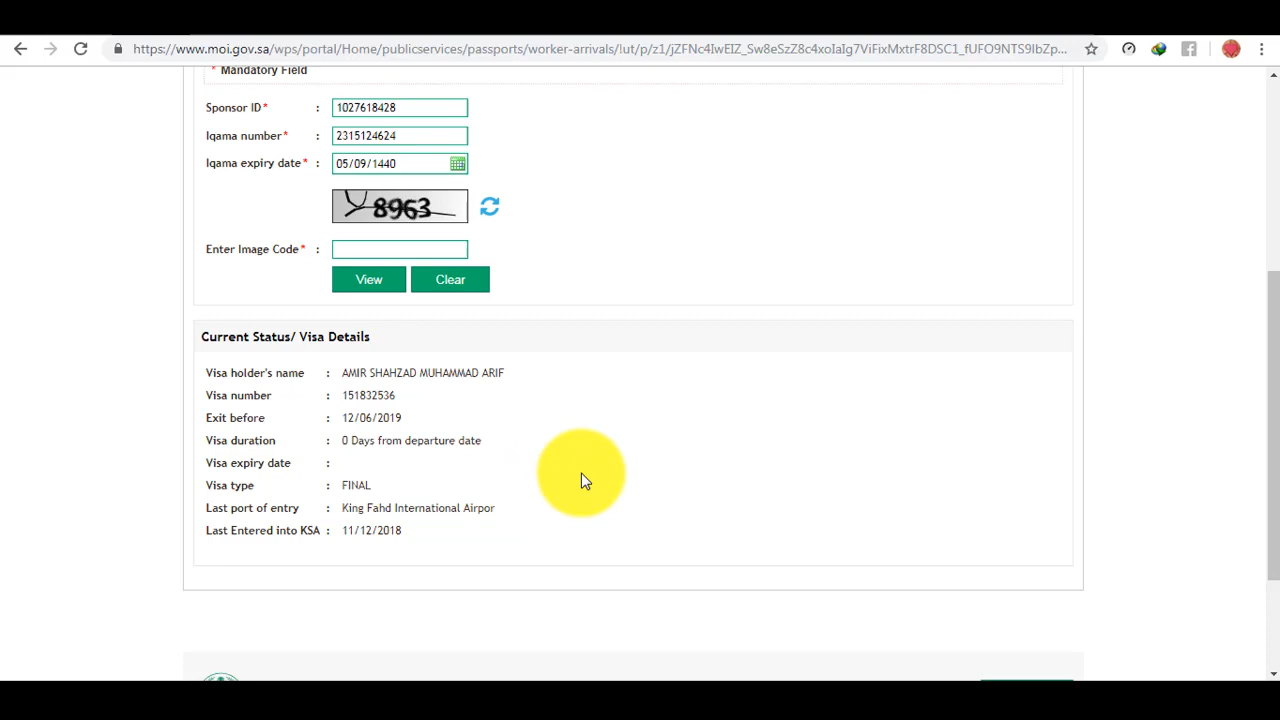 https://www.moi.gov.sa/wps/portal/Home/publicservices/passports/worker-arrivals/!ut/p/z1/jZFNc4IwEIZ_Sw8eSzZ8c4xoIaIg7ViFixMxtrF8DSC1_fUFO9NTS9IbZp...
* Mandatory Field
Sponsor ID* : 1027618428
Iqama number* : 2315124624
Iqama expiry date* : 05/09/1440
8963
Enter Image Code* :
View Clear
Current Status/ Visa Details
Visa holder's name : AMIR SHAHZAD MUHAMMAD ARIF
Visa number : 151832536
Exit before : 12/06/2019
Visa duration : 0 Days from departure date
Visa expiry date :
Visa type : FINAL
Last port of entry : King Fahd International Airpor
Last Entered into KSA : 11/12/2018